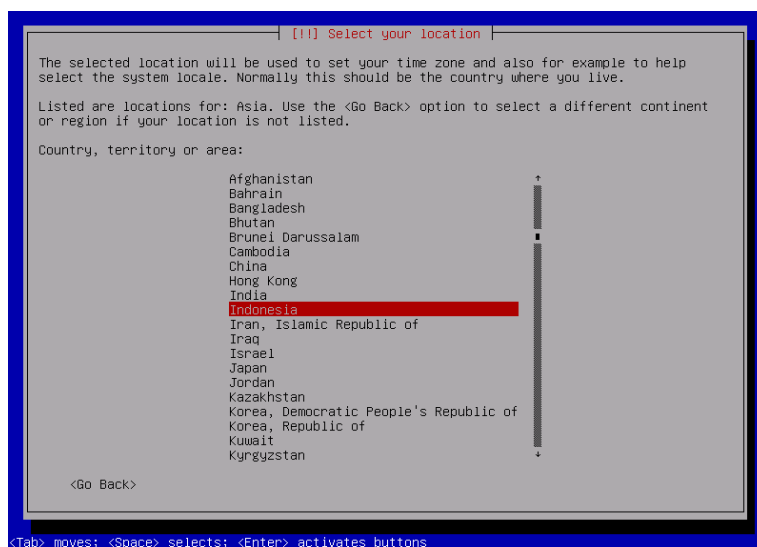 [!!] Select your location
The selected location will be used to set your time zone and also for example to help
select the system locale. Normally this should be the country where you live.
Listed are locations for: Asia. Use the <Go Back> option to select a different continent
or region if your location is not listed.
Country, territory or area:
Afghanistan
Bahrain
Bangladesh
Bhutan
Brunei Darussalam
Cambodia
China
Hong Kong
India
Indonesia
Iran, Islamic Republic of
Iraq
Israel
Japan
Jordan
Kazakhstan
Korea, Democratic People's Republic of
Korea, Republic of
Kuwait
Kyrgyzstan
<Go Back>
<Tab> moves; <Space> selects; <Enter> activates buttons